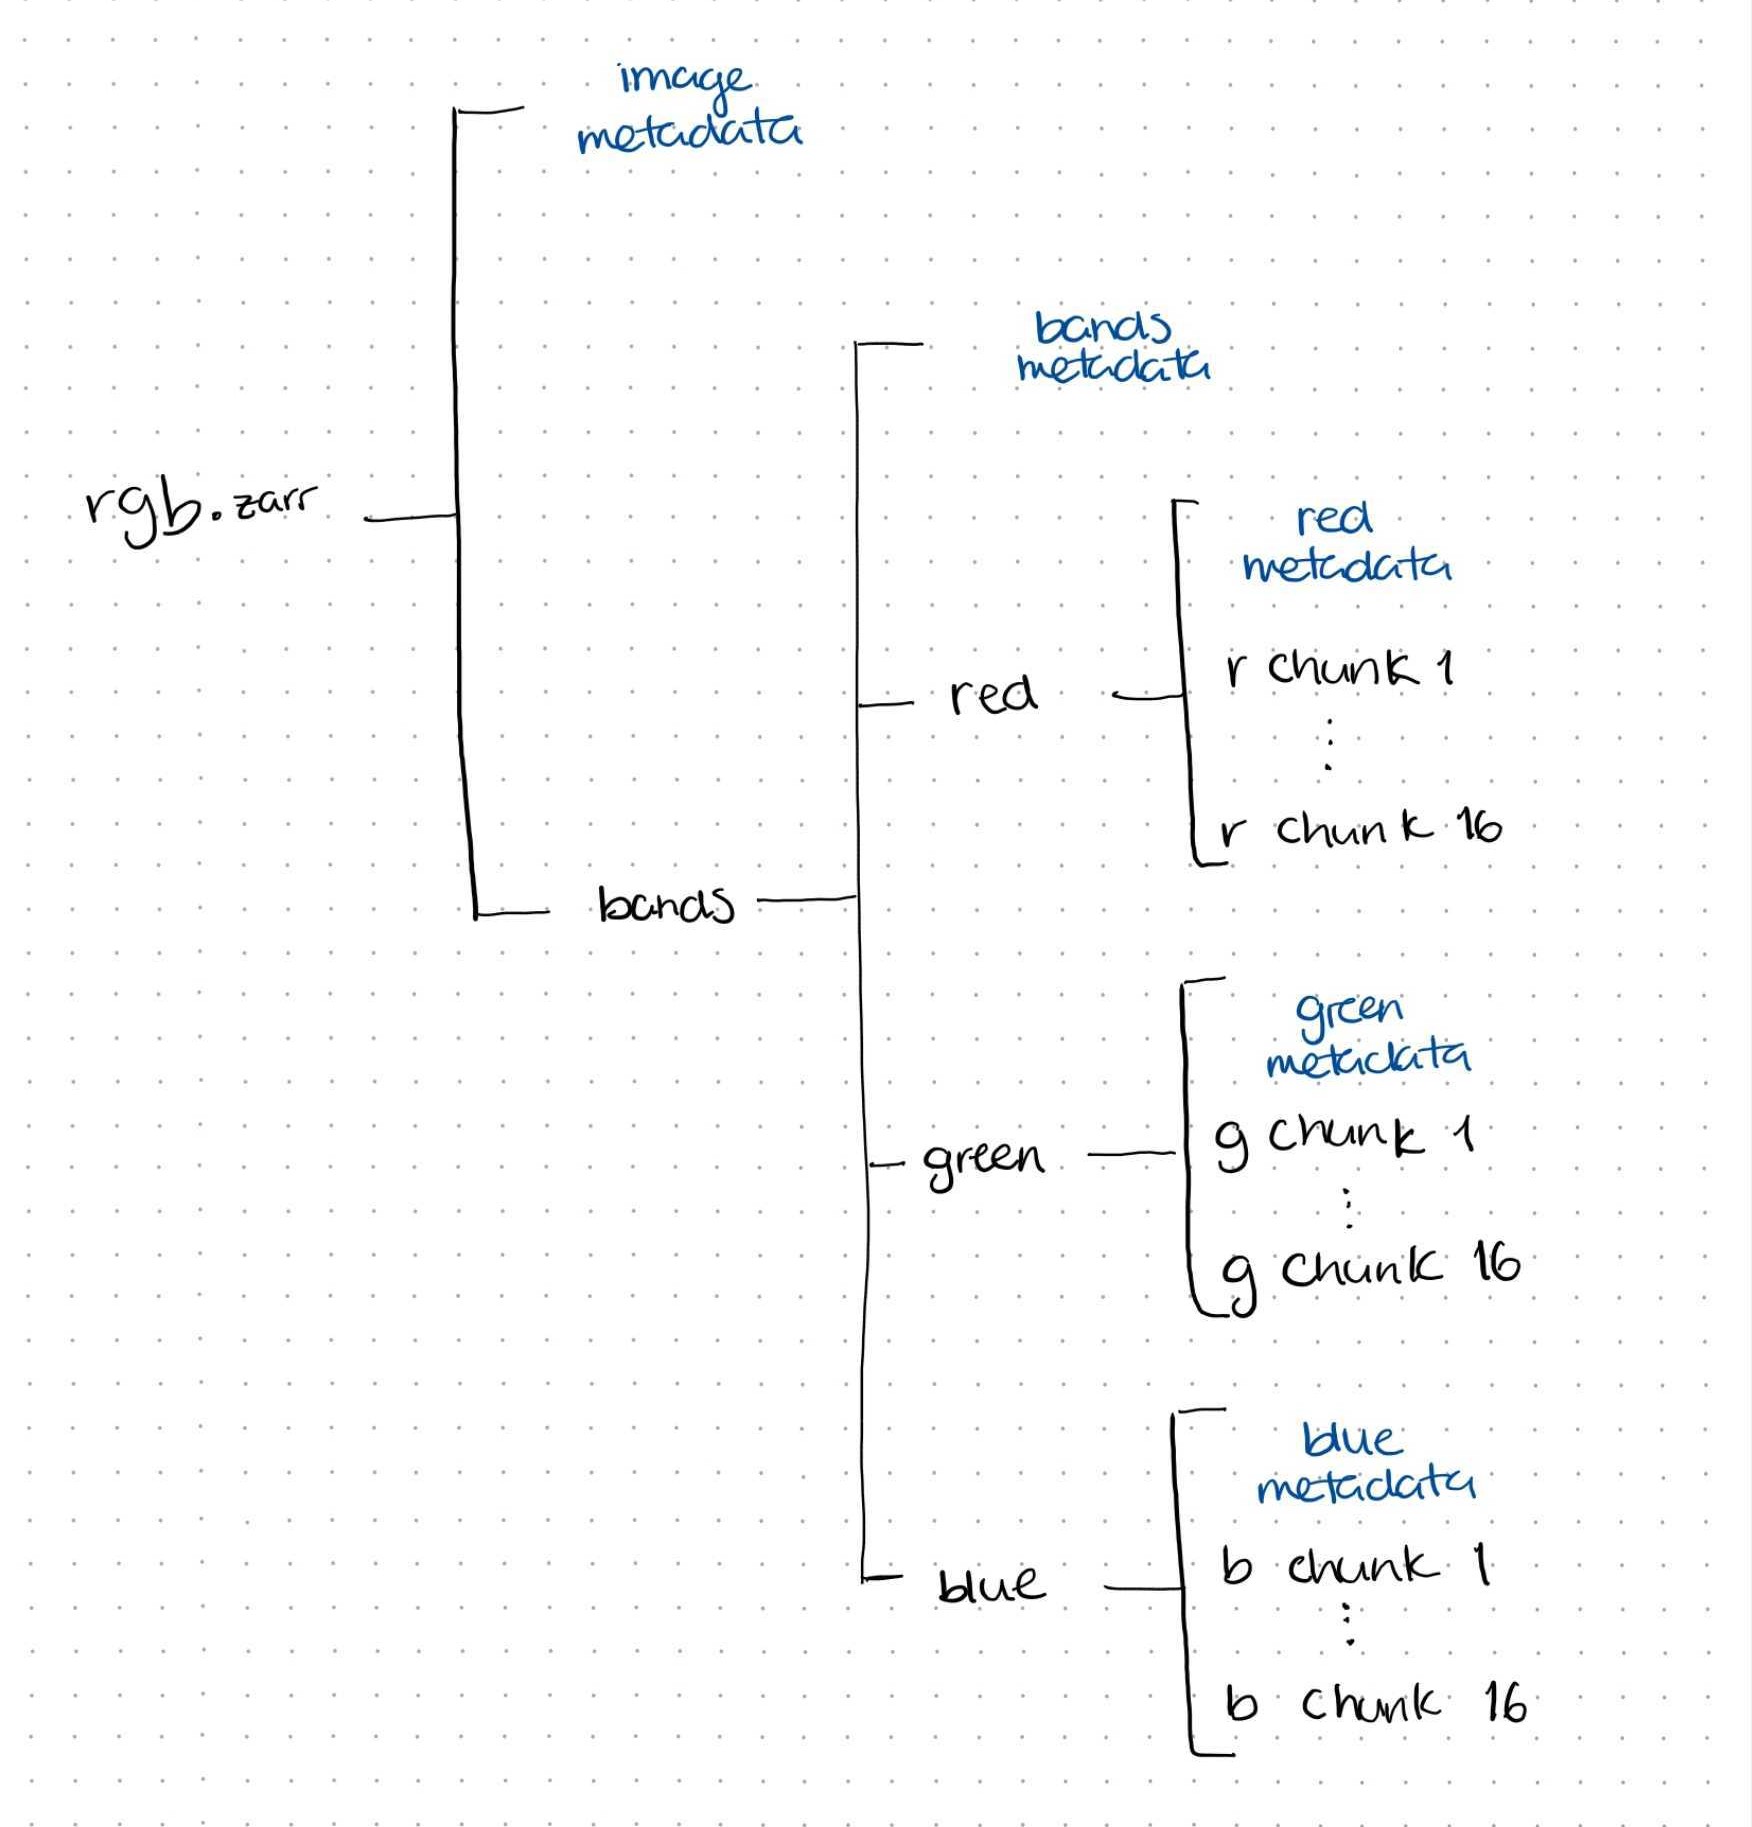 image
metadata
bands
metadata
rgb.zarr
red
metadata
r chunk 1
red
r chunk 16
bands
green
metadata
g chunk 1
green
g chunk 16
blue
metadata
b chunk 1
blue
b chunk 16